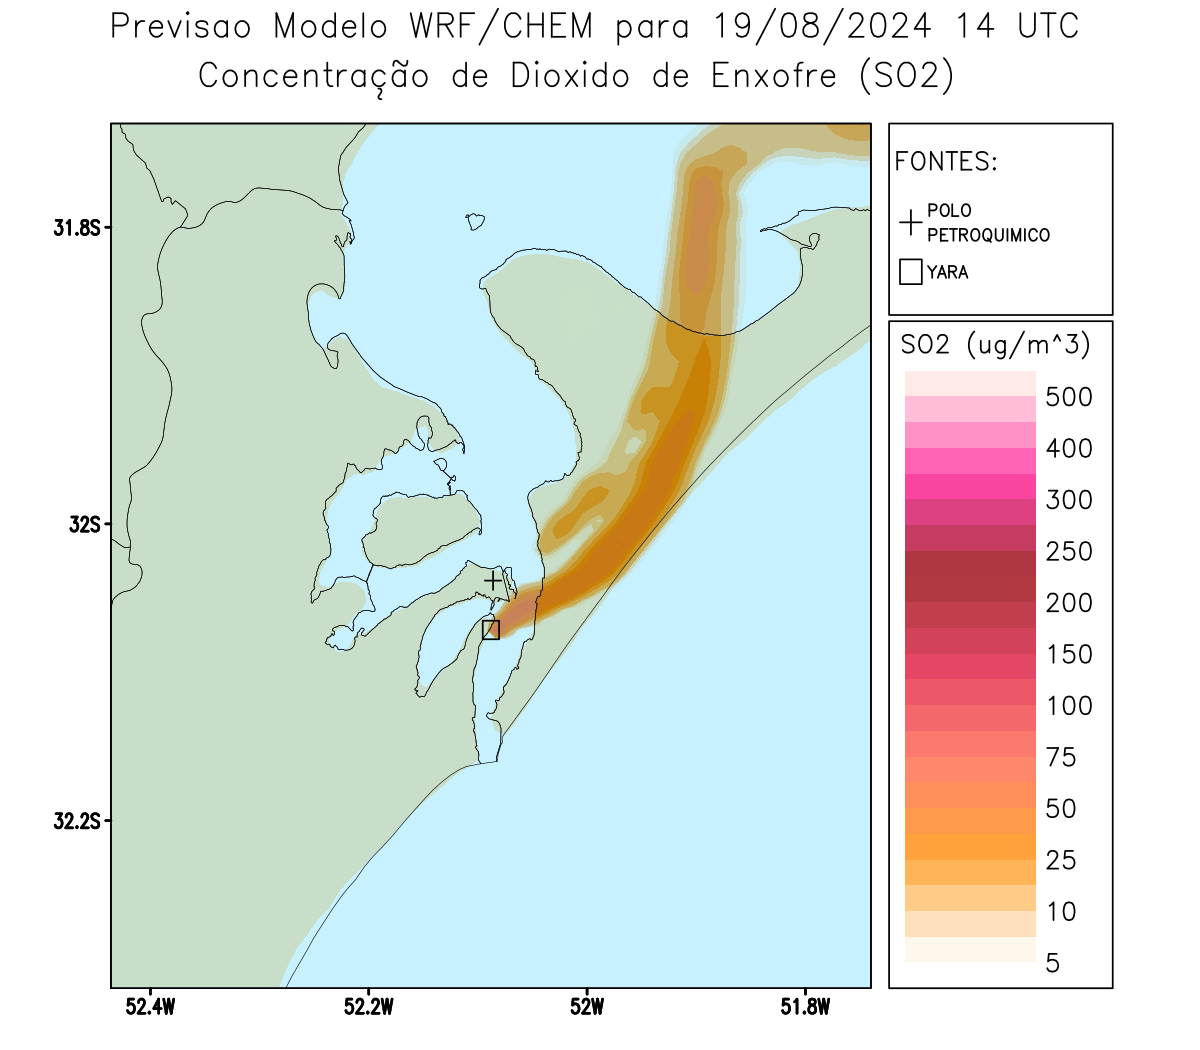 Previsao Modelo WRF/CHEM para 19/08/2024 14 UTC
Concentração de Dioxido de Enxofre (SO2)
FONTES:
POLO
PETROQUIMICO
YARA
SO2 (ug/m^3)
500
400
300
250
200
150
100
75
50
25
10
5
31.8S
32S
32.2S
52.4W
52.2W
52W
51.8W